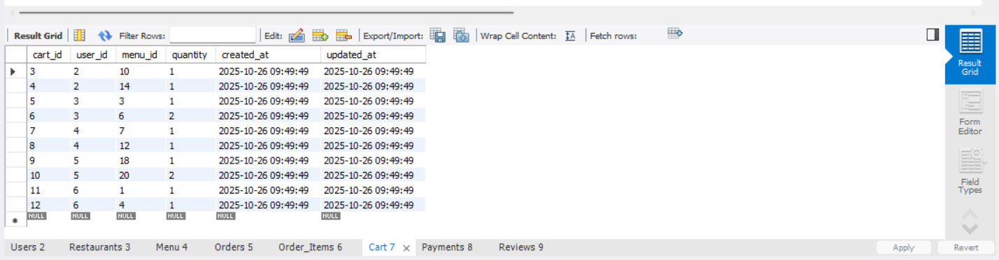 Result Grid Filter Rows: Edit: Export/Import: Wrap Cell Content: IA Fetch rows:
cart_id user_id menu_id quantity created_at updated_at
3 2 10 1 2025-10-26 09:49:49 2025-10-26 09:49:49
4 2 14 1 2025-10-26 09:49:49 2025-10-26 09:49:49
5 3 3 1 2025-10-26 09:49:49 2025-10-26 09:49:49
6 3 6 2 2025-10-26 09:49:49 2025-10-26 09:49:49
7 4 7 1 2025-10-26 09:49:49 2025-10-26 09:49:49
8 4 12 1 2025-10-26 09:49:49 2025-10-26 09:49:49
9 5 18 1 2025-10-26 09:49:49 2025-10-26 09:49:49
10 5 20 2 2025-10-26 09:49:49 2025-10-26 09:49:49
11 6 1 1 2025-10-26 09:49:49 2025-10-26 09:49:49
12 6 4 1 2025-10-26 09:49:49 2025-10-26 09:49:49
NULL NULL NULL NULL NULL NULL
Result
Grid
Form
Editor
Field
Types
Users 2 Restaurants 3 Menu 4 Orders 5 Order_Items 6 Cart 7 Payments 8 Reviews 9 Apply Revert